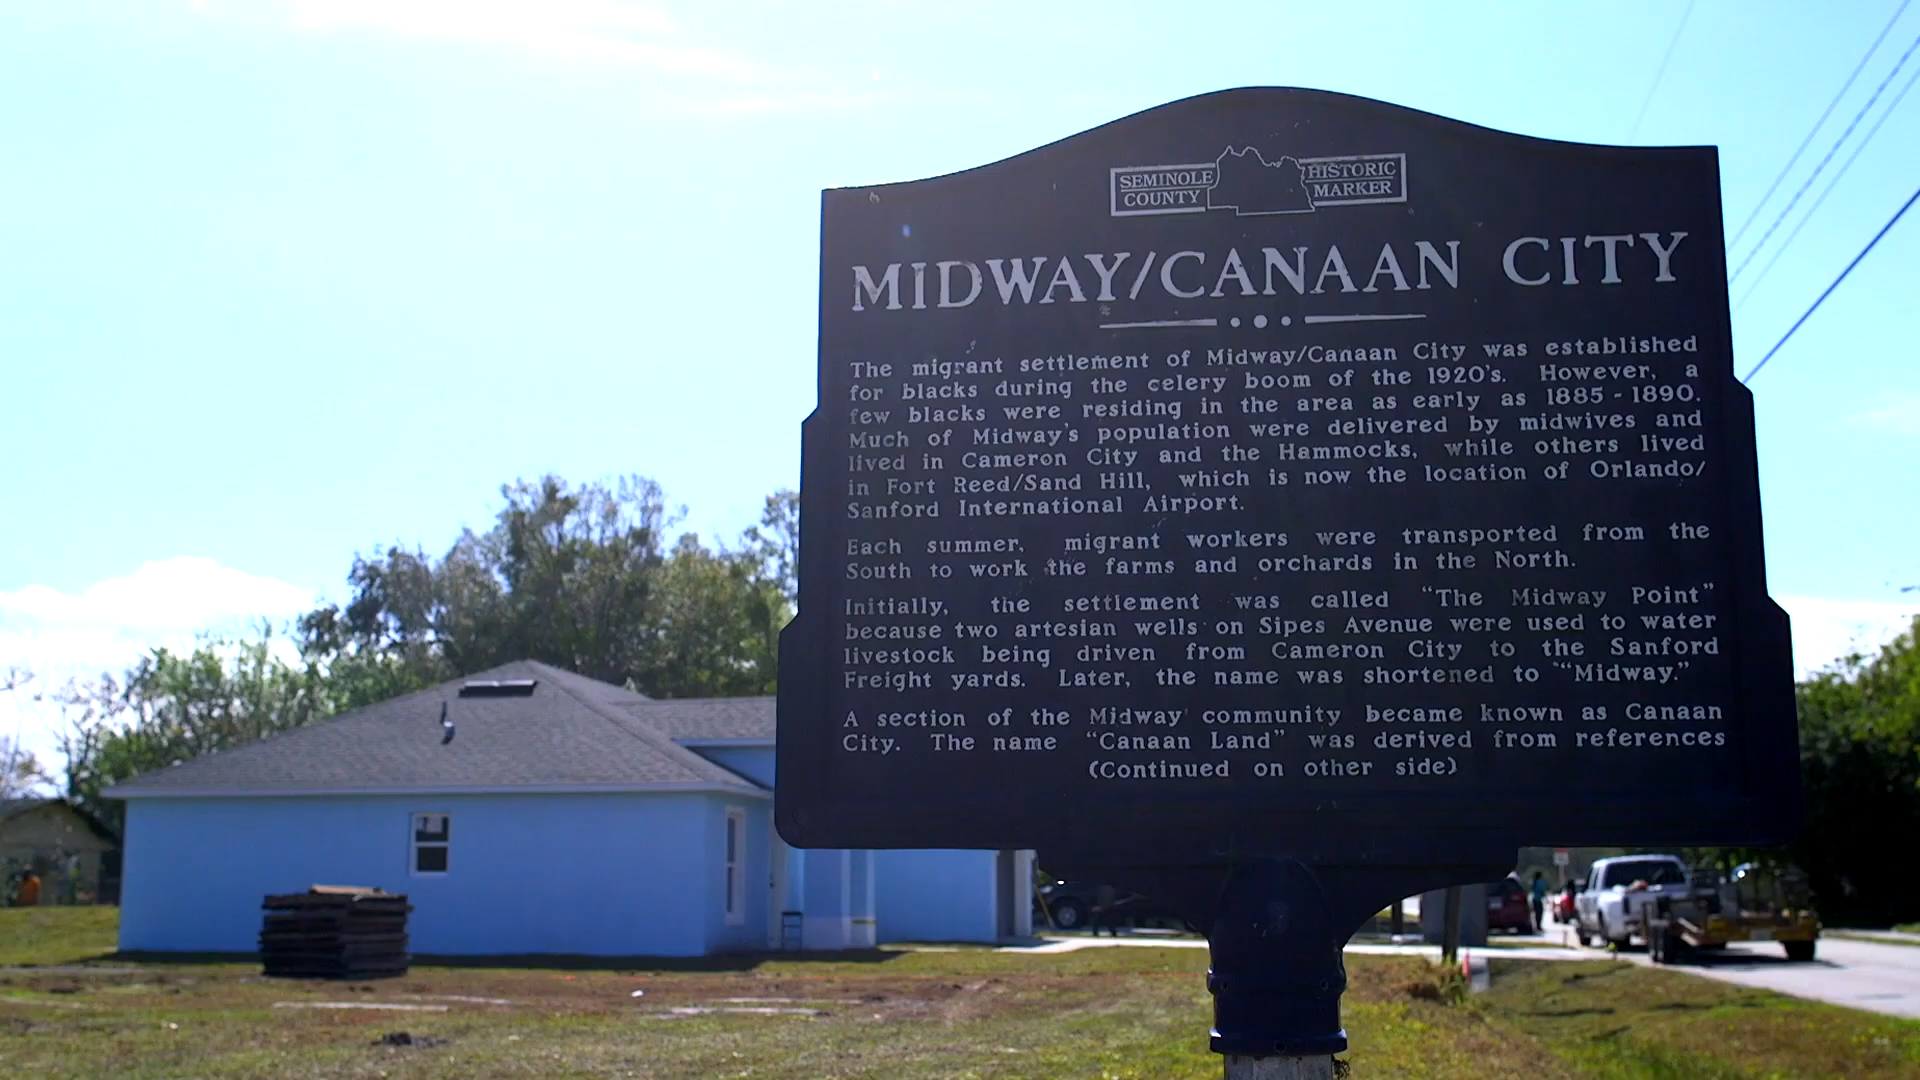 SEMINOLE COUNTY
HISTORIC MARKER
MIDWAY/CANAAN CITY
The migrant settlement of Midway/Canaan City was established
for blacks during the celery boom of the 1920's. However, a
few blacks were residing in the area as early as 1885 - 1890.
Much of Midway's population were delivered by midwives and
lived in Cameron City and the Hammocks, while others lived
in Fort Reed/Sand Hill, which is now the location of Orlando/
Sanford International Airport.
Each summer, migrant workers were transported from the
South to work the farms and orchards in the North.
Initially, the settlement was called "The Midway Point"
because two artesian wells on Sipes Avenue were used to water
livestock being driven from Cameron City to the Sanford
Freight yards. Later, the name was shortened to ""Midway."
A section of the Midway community became known as Canaan
City. The name "Canaan Land" was derived from references
(Continued on other side)